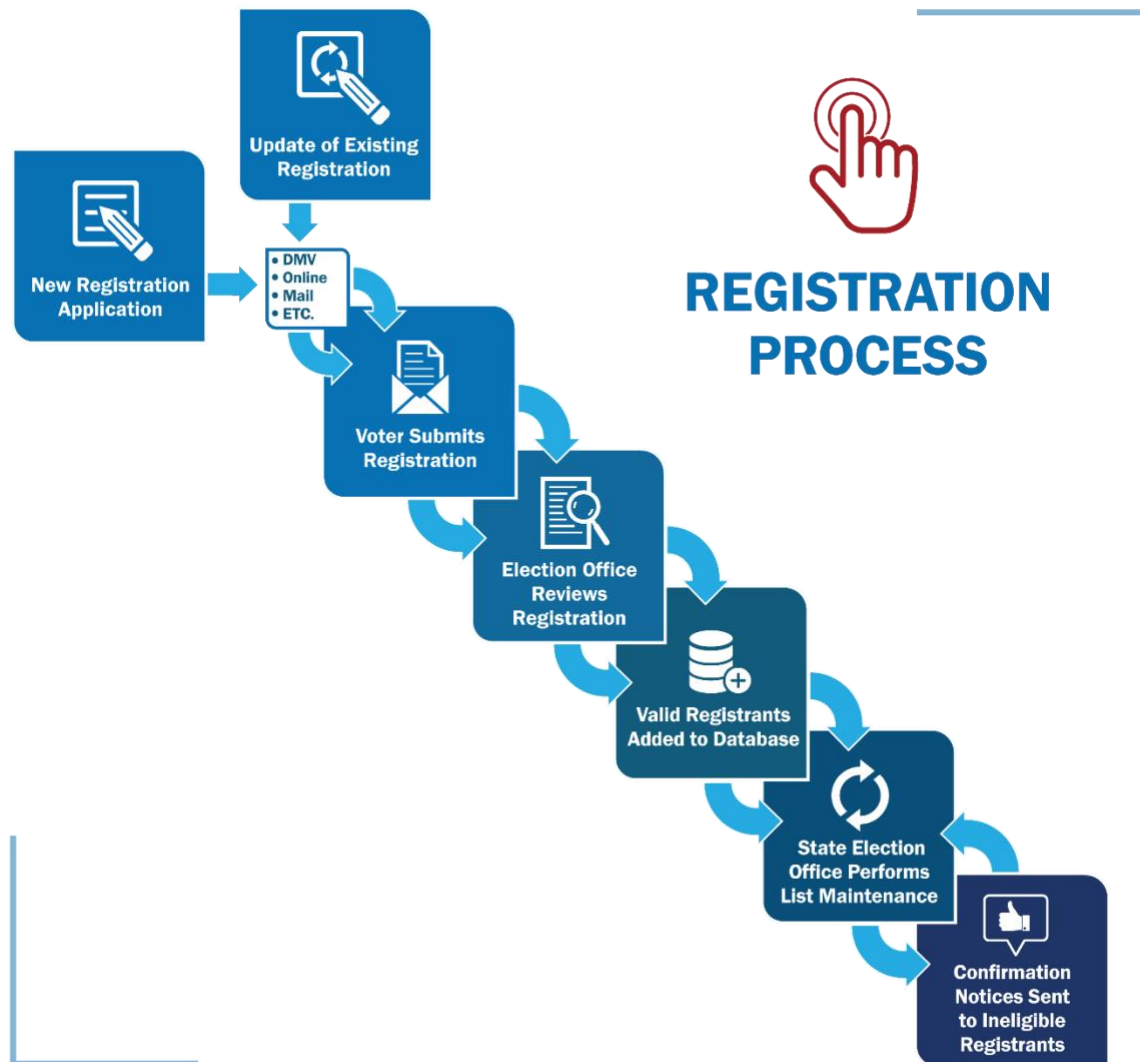 Update of Existing
Registration
New Registration
Application
• DMV
• Online
• Mail
• ETC.
REGISTRATION
PROCESS
Voter Submits
Registration
Election Office
Reviews
Registration
Valid Registrants
Added to Database
State Election
Office Performs
List Maintenance
Confirmation
Notices Sent
to Ineligible
Registrants